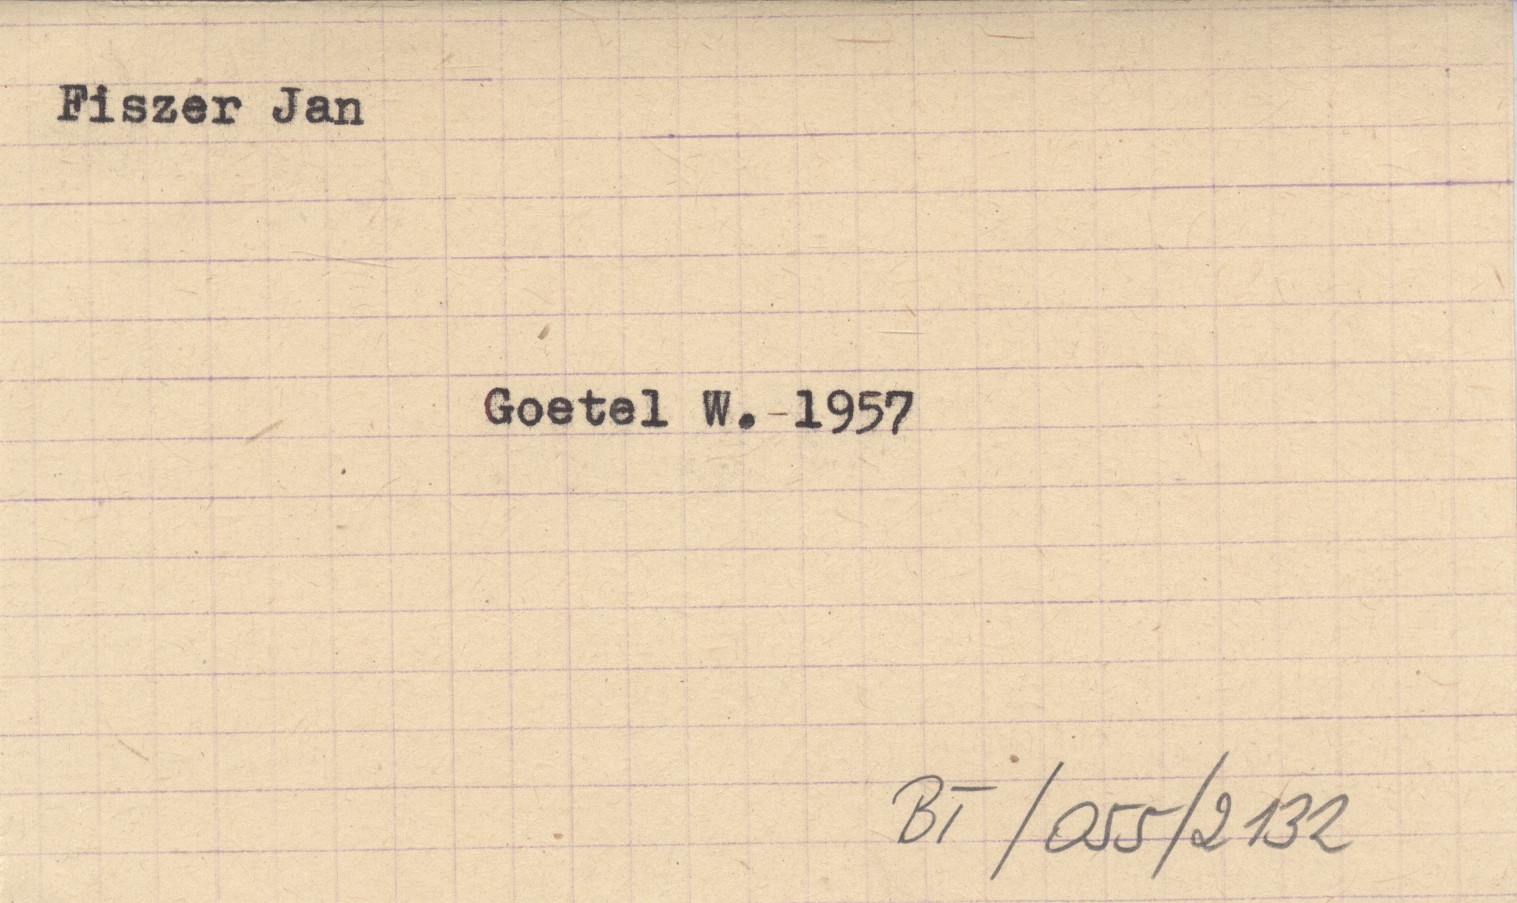 Fiszer Jan
Goetel W. - 1957
BT/055/2132